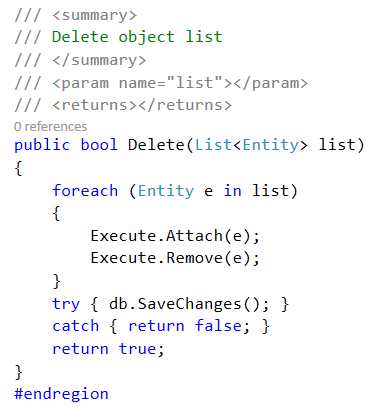 /// <summary>
/// Delete object list
/// </summary>
/// <param name="list"></param>
/// <returns></returns>
0 references
public bool Delete(List<Entity> list)
{
    foreach (Entity e in list)
    {
        Execute.Attach(e);
        Execute.Remove(e);
    }
    try { db.SaveChanges(); }
    catch { return false; }
    return true;
}
#endregion